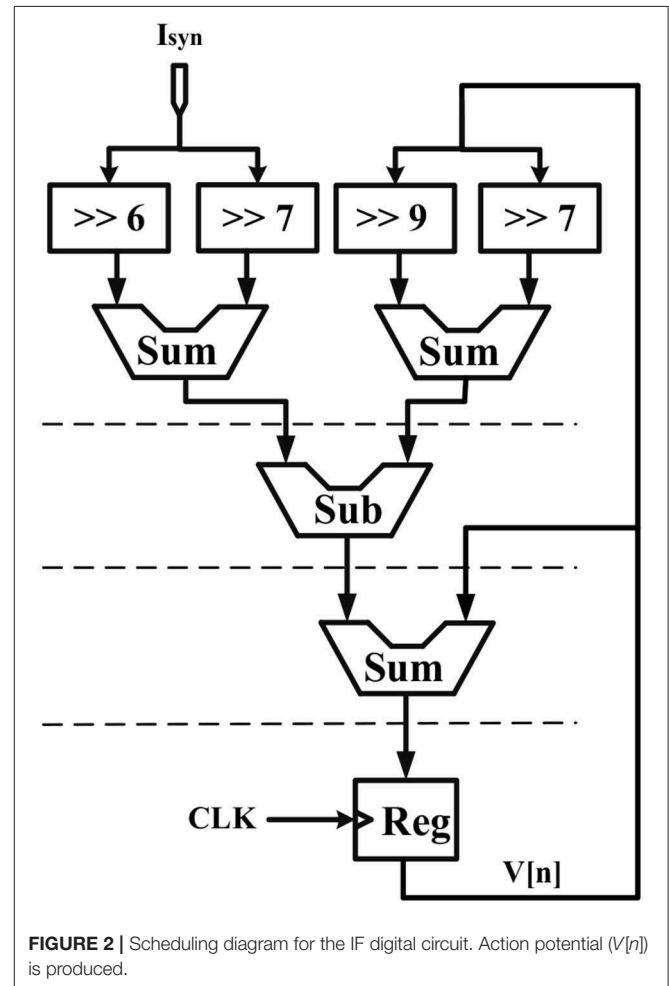 Isyn
>> 6
>> 7
>> 9
>> 7
Sum
Sum
Sub
Sum
CLK
Reg
V[n]
FIGURE 2 | Scheduling diagram for the IF digital circuit. Action potential (V[n])
is produced.